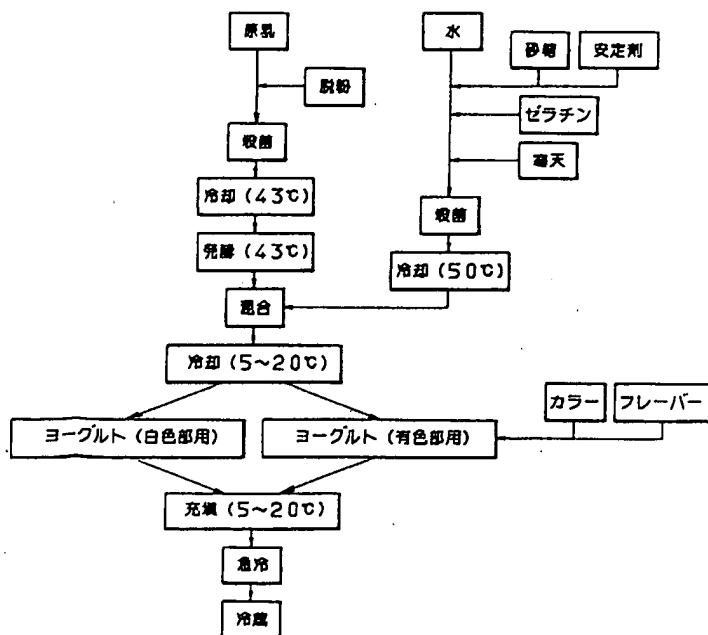 原乳
水
砂糖
安定剤
脱粉
ゼラチン
寒天
殺菌
冷却(43℃)
殺菌
発酵(43℃)
冷却(50℃)
混合
冷却(5~20℃)
カラー
フレーバー
ヨーグルト(白色部用)
ヨーグルト(有色部用)
充塡(5~20℃)
急冷
冷蔵